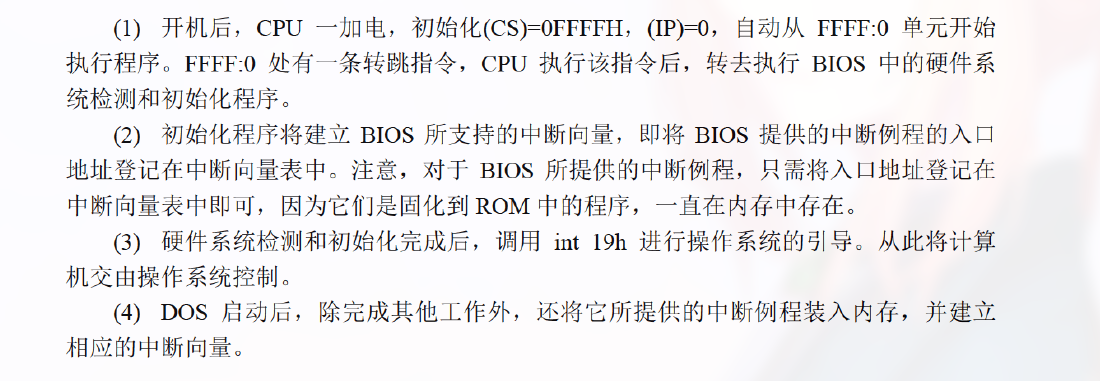 (1) 开机后，CPU 一加电，初始化(CS)=0FFFFH，(IP)=0，自动从 FFFF:0 单元开始
执行程序。FFFF:0 处有一条转跳指令，CPU 执行该指令后，转去执行 BIOS 中的硬件系
统检测和初始化程序。
(2) 初始化程序将建立 BIOS 所支持的中断向量，即将 BIOS 提供的中断例程的入口
地址登记在中断向量表中。注意，对于 BIOS 所提供的中断例程，只需将入口地址登记在
中断向量表中即可，因为它们是固化到 ROM 中的程序，一直在内存中存在。
(3) 硬件系统检测和初始化完成后，调用 int 19h 进行操作系统的引导。从此将计算
机交由操作系统控制。
(4) DOS 启动后，除完成其他工作外，还将它所提供的中断例程装入内存，并建立
相应的中断向量。